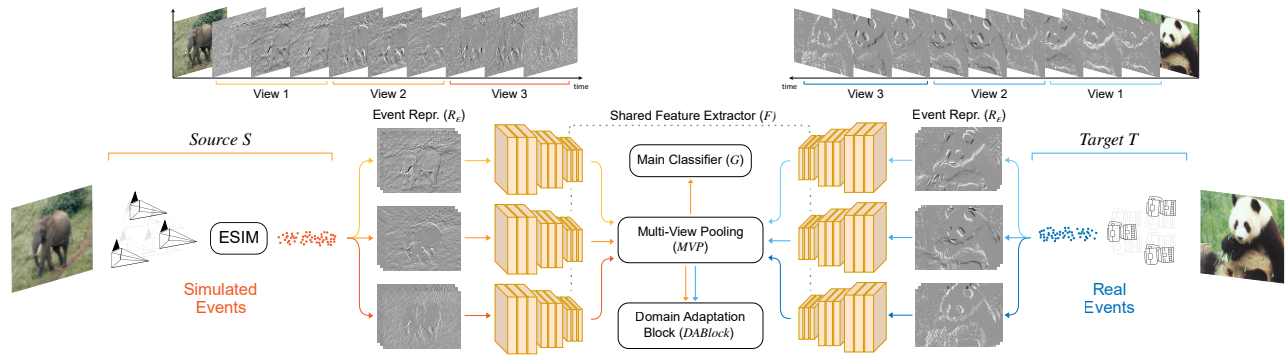 time
View 1
View 2
View 3
time
View 3
View 2
View 1
Source S
Event Repr. (R_ε)
Shared Feature Extractor (F)
Event Repr. (R_ε)
Target T
Main Classifier (G)
ESIM
Multi-View Pooling
(MVP)
Simulated
Events
Real
Events
Domain Adaptation
Block (DABlock)